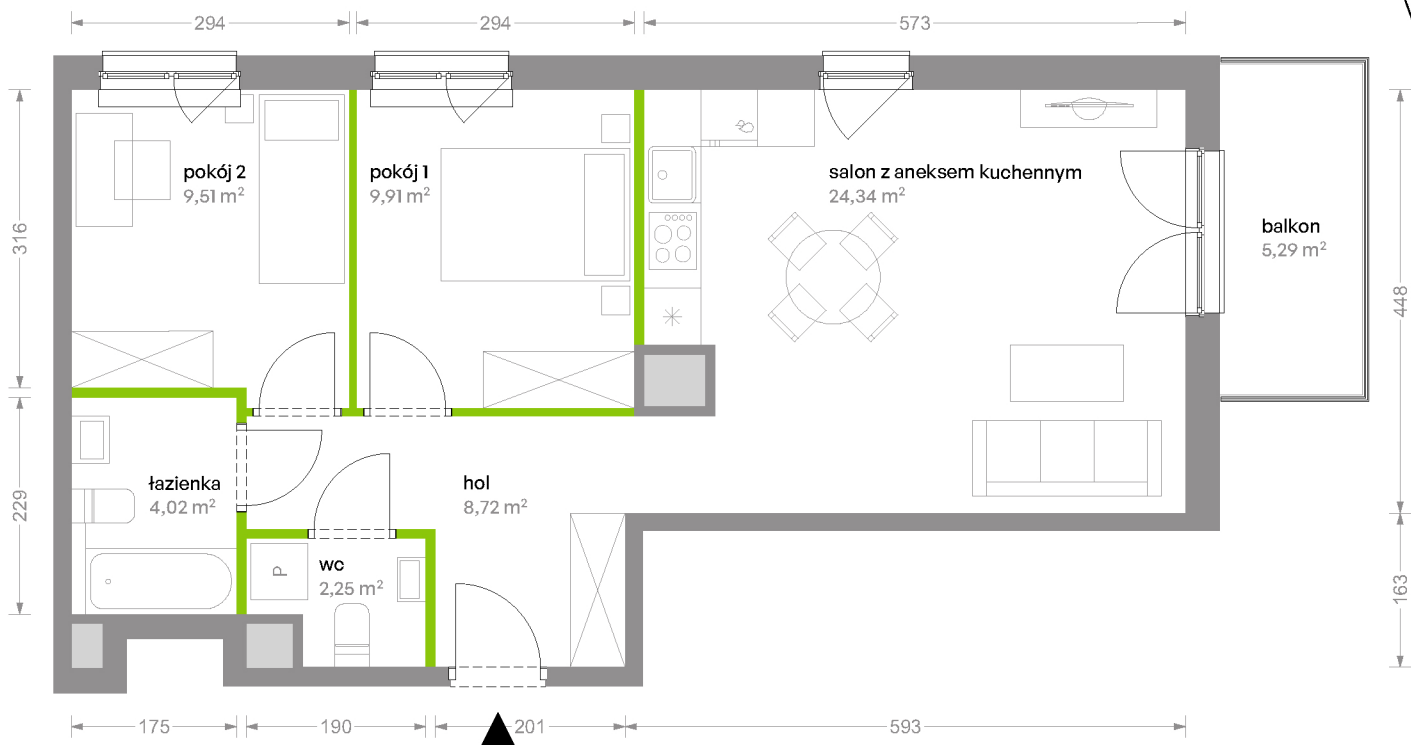 294
294
573
pokój 2
9,51 m²
pokój 1
9,91 m²
salon z aneksem kuchennym
24,34 m²
balkon
5,29 m²
316
448
łazienka
4,02 m²
hol
8,72 m²
229
wc
2,25 m²
P
163
175
190
201
593